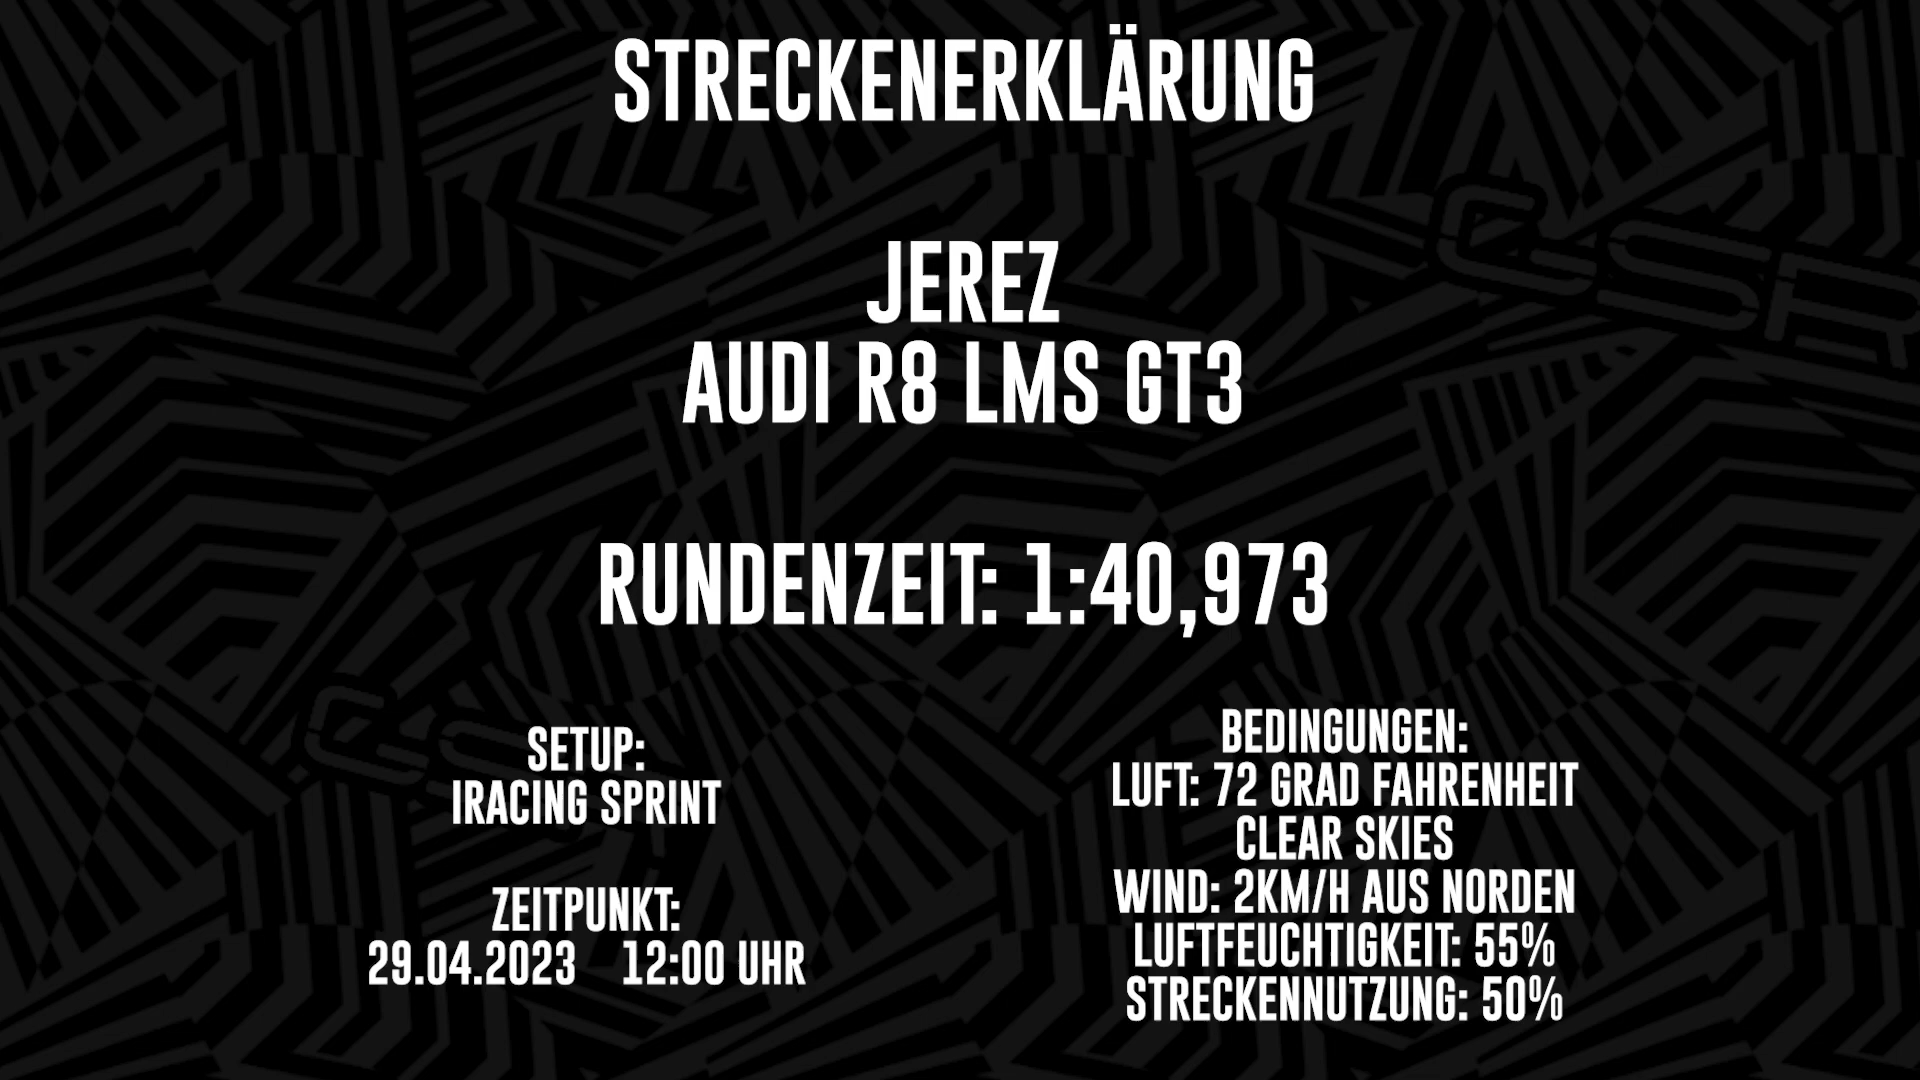 STRECKENERKLÄRUNG
JEREZ
AUDI R8 LMS GT3
RUNDENZEIT: 1:40,973
SETUP:
IRACING SPRINT
ZEITPUNKT:
29.04.2023 12:00 UHR
BEDINGUNGEN:
LUFT: 72 GRAD FAHRENHEIT
CLEAR SKIES
WIND: 2KM/H AUS NORDEN
LUFTFEUCHTIGKEIT: 55%
STRECKENNUTZUNG: 50%
GSR